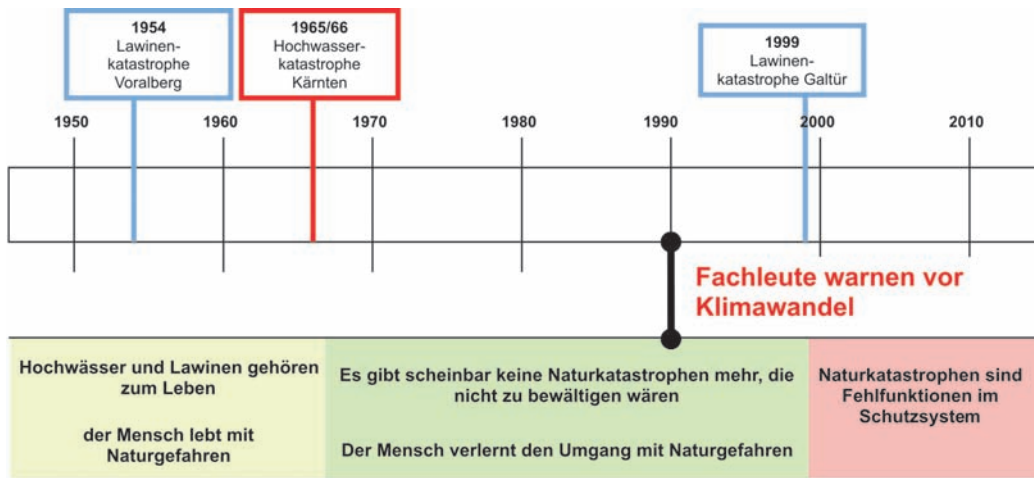 1954
Lawinen-
katastrophe
Voralberg
1965/66
Hochwasser-
katastrophe
Kärnten
1999
Lawinen-
katastrophe Galtür
1950
1960
1970
1980
1990
2000
2010
Fachleute warnen vor
Klimawandel
Hochwässer und Lawinen gehören
zum Leben
der Mensch lebt mit
Naturgefahren
Es gibt scheinbar keine Naturkatastrophen mehr, die
nicht zu bewältigen wären
Der Mensch verlernt den Umgang mit Naturgefahren
Naturkatastrophen sind
Fehlfunktionen im
Schutzsystem